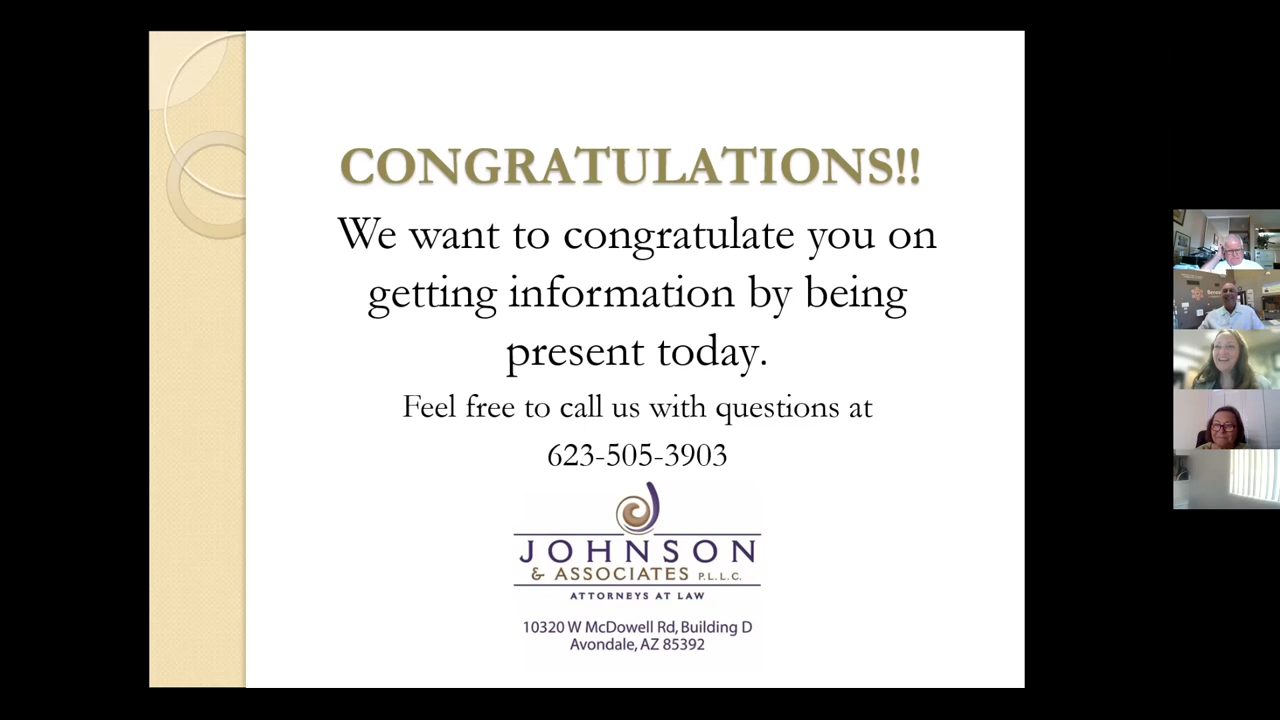 CONGRATULATIONS!!
We want to congratulate you on
getting information by being
present today.
Feel free to call us with questions at
623-505-3903
JOHNSON
& ASSOCIATES P.L.L.C.
ATTORNEYS AT LAW
10320 W McDowell Rd, Building D
Avondale, AZ 85392